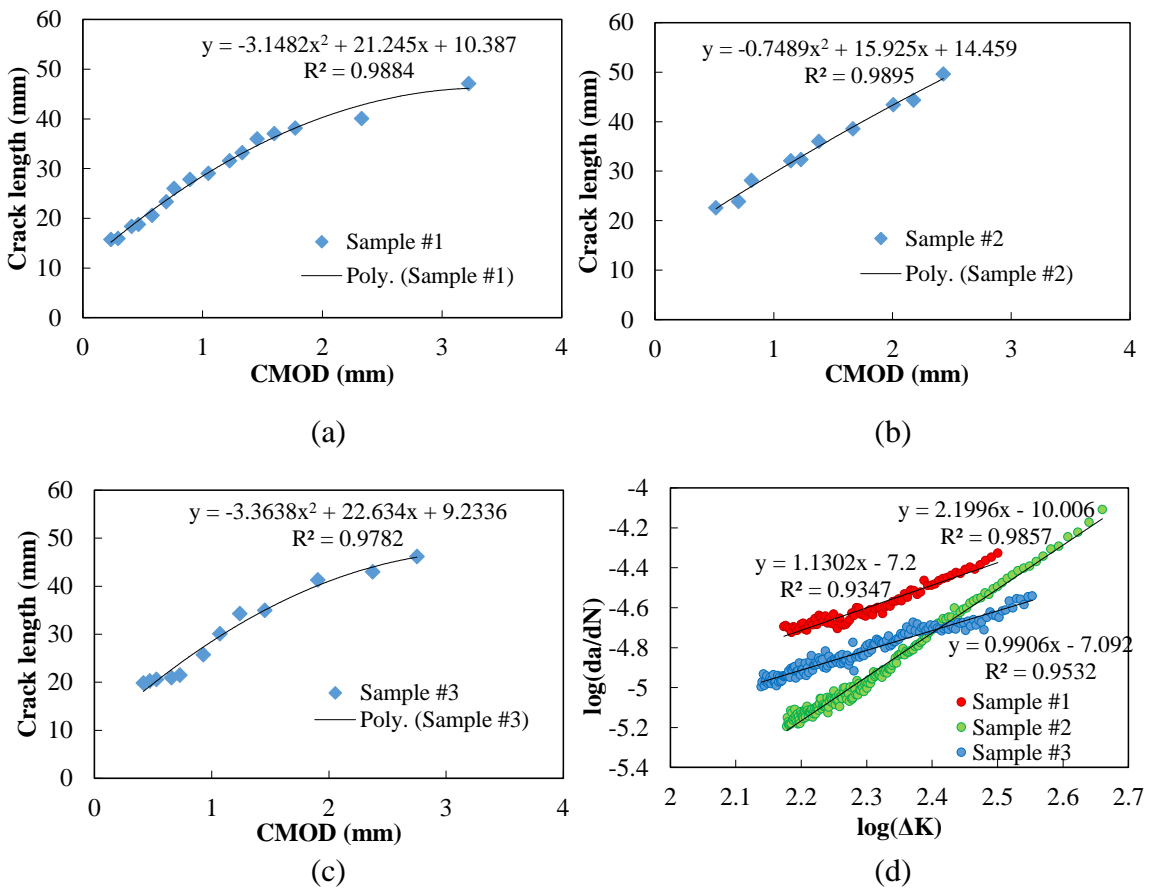 y = -3.1482x² + 21.245x + 10.387
R² = 0.9884
60
50
40
30
20
10
0
Crack length (mm)
Sample #1
Poly. (Sample #1)
0
1
2
3
4
CMOD (mm)
(a)
y = -0.7489x² + 15.925x + 14.459
R² = 0.9895
60
50
40
30
20
10
0
Crack length (mm)
Sample #2
Poly. (Sample #2)
0
1
2
3
4
CMOD (mm)
(b)
y = -3.3638x² + 22.634x + 9.2336
R² = 0.9782
60
50
40
30
20
10
0
Crack length (mm)
Sample #3
Poly. (Sample #3)
0
1
2
3
4
CMOD (mm)
(c)
-4
-4.2
-4.4
-4.6
-4.8
-5
-5.2
-5.4
log(da/dN)
y = 2.1996x - 10.006
R² = 0.9857
y = 1.1302x - 7.2
R² = 0.9347
y = 0.9906x - 7.092
R² = 0.9532
Sample #1
Sample #2
Sample #3
2
2.1
2.2
2.3
2.4
2.5
2.6
2.7
log(ΔK)
(d)